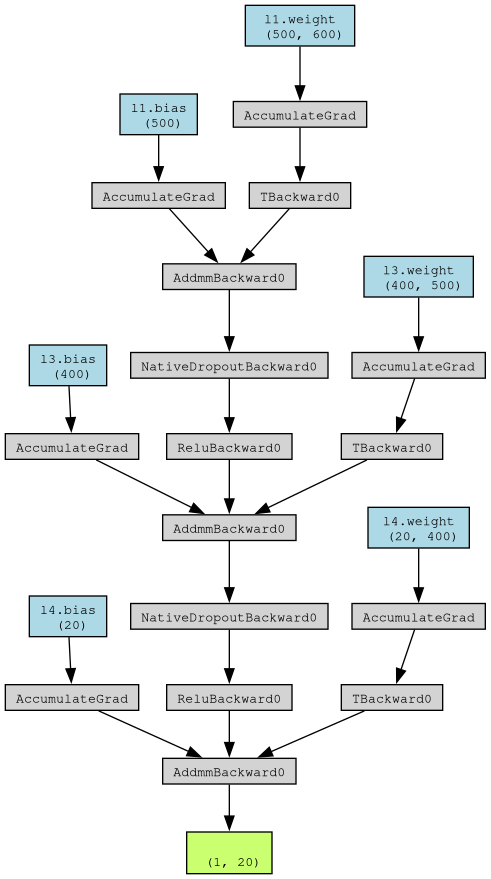 l1.weight
(500, 600)
l1.bias
(500)
AccumulateGrad
AccumulateGrad
TBackward0
AddmmBackward0
l3.weight
(400, 500)
l3.bias
(400)
NativeDropoutBackward0
AccumulateGrad
AccumulateGrad
ReluBackward0
TBackward0
AddmmBackward0
l4.weight
(20, 400)
l4.bias
(20)
NativeDropoutBackward0
AccumulateGrad
AccumulateGrad
ReluBackward0
TBackward0
AddmmBackward0
(1, 20)